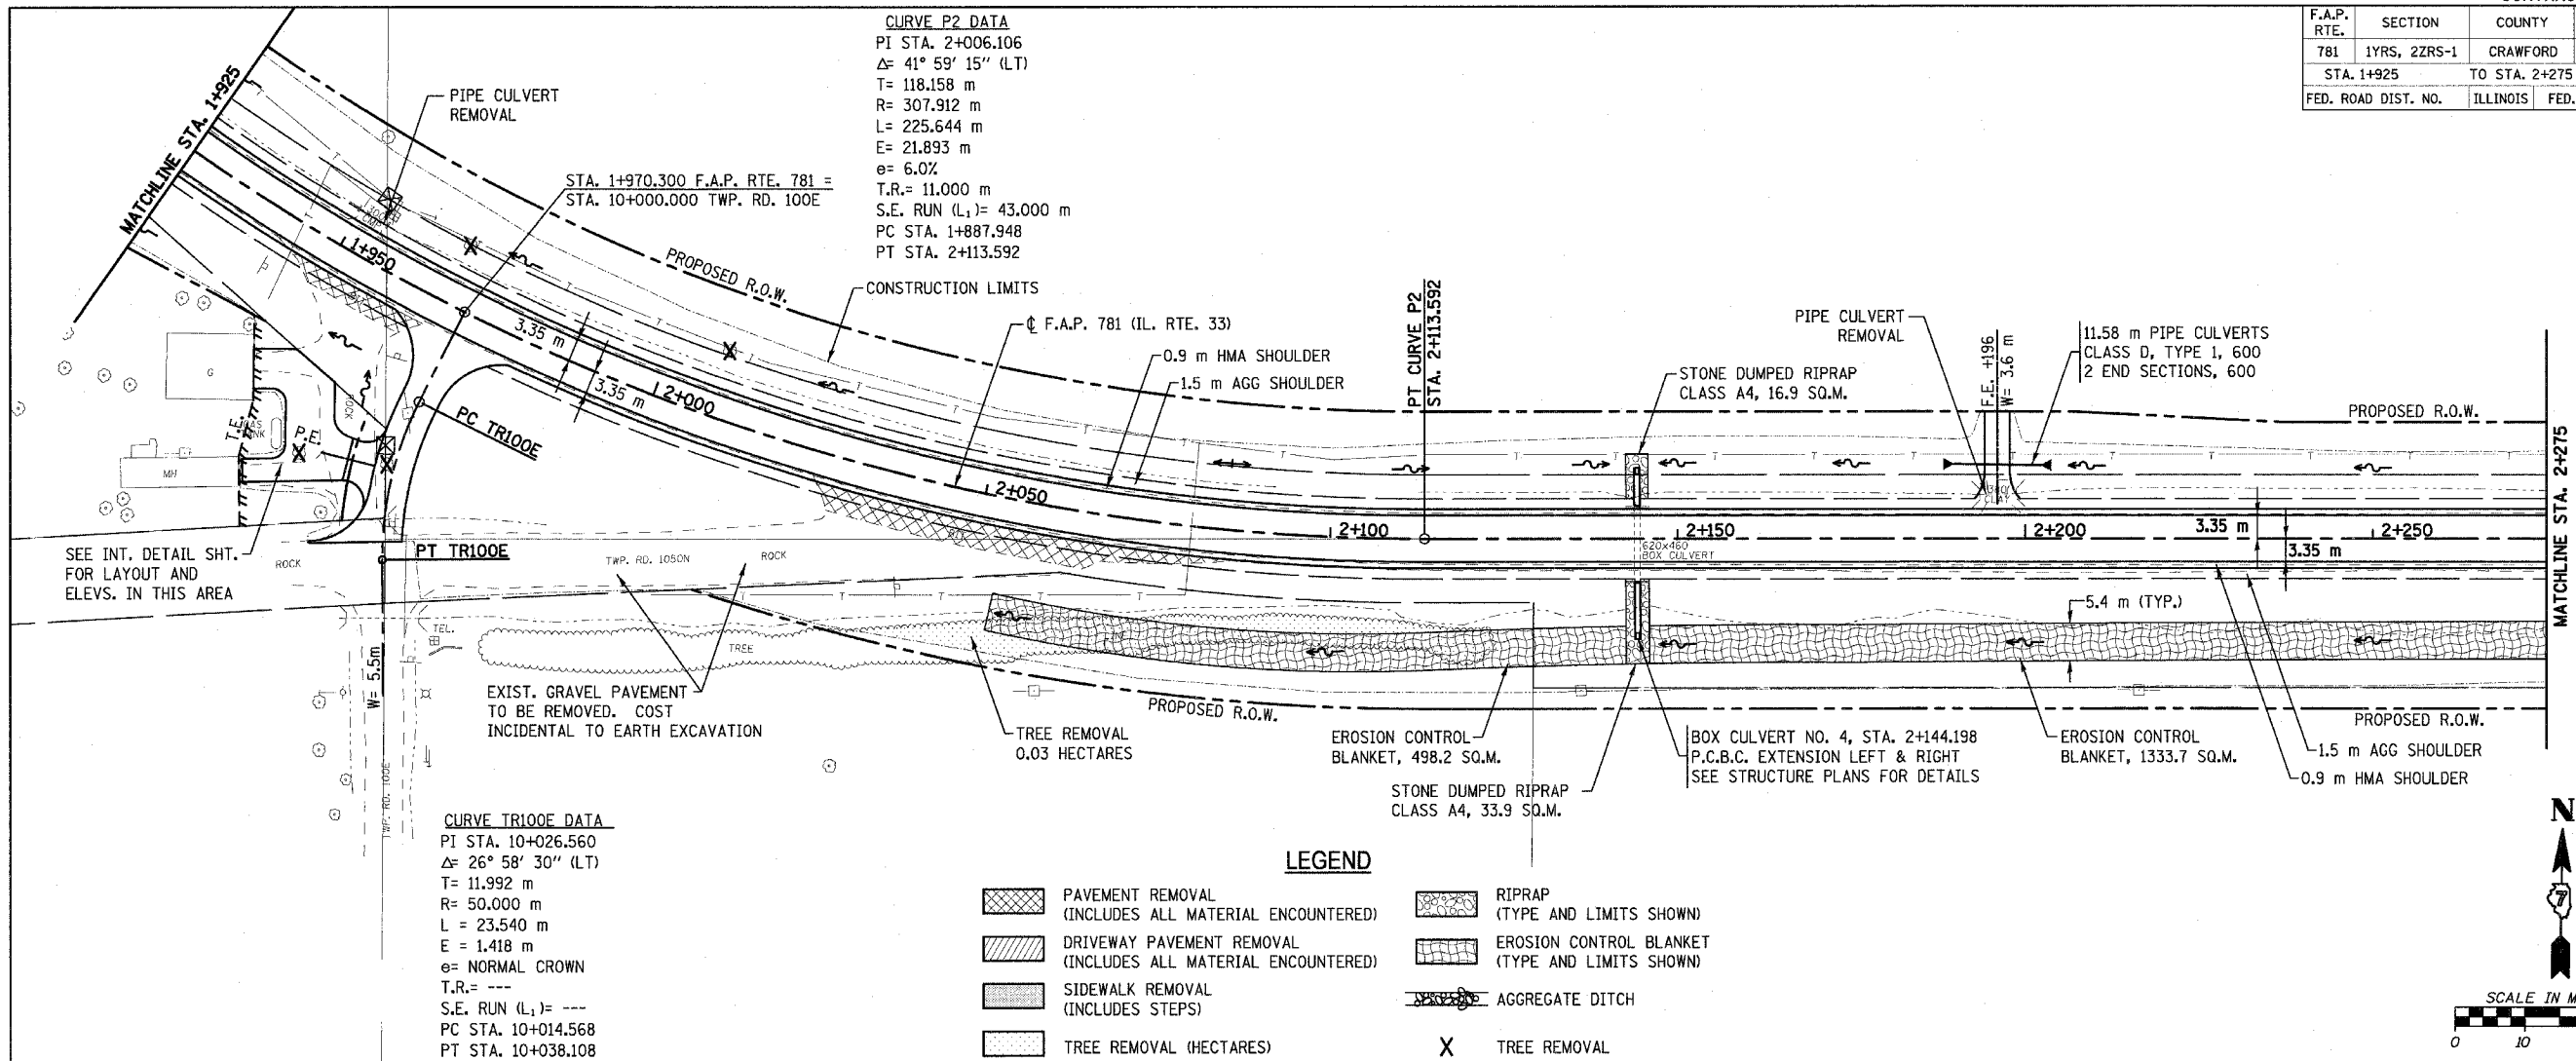 F.A.P. RTE.
SECTION
COUNTY
781
1YRS, 2ZRS-1
CRAWFORD
STA. 1+925
TO STA. 2+275
FED. ROAD DIST. NO.
ILLINOIS
FED.
CURVE P2 DATA
PI STA. 2+006.106
Δ= 41° 59' 15" (LT)
T= 118.158 m
R= 307.912 m
L= 225.644 m
E= 21.893 m
e= 6.0%
T.R.= 11.000 m
S.E. RUN (L₁)= 43.000 m
PC STA. 1+887.948
PT STA. 2+113.592
MATCHLINE STA. 1+925
PIPE CULVERT
REMOVAL
STA. 1+970.300 F.A.P. RTE. 781 =
STA. 10+000.000 TWP. RD. 100E
1+950
PROPOSED R.O.W.
CONSTRUCTION LIMITS
℄ F.A.P. 781 (IL. RTE. 33)
0.9 m HMA SHOULDER
1.5 m AGG SHOULDER
3.35 m
3.35 m
2+000
2+050
2+100
PT CURVE P2
STA. 2+113.592
STONE DUMPED RIPRAP
CLASS A4, 16.9 SQ.M.
PIPE CULVERT
REMOVAL
F.E. +196
W= 3.6 m
11.58 m PIPE CULVERTS
CLASS D, TYPE 1, 600
2 END SECTIONS, 600
PROPOSED R.O.W.
MATCHLINE STA. 2+275
2+150
2+200
3.35 m
2+250
3.35 m
620x460
BOX CULVERT
G
T.E.
P.E.
ROCK
MH
PC TR100E
PT TR100E
SEE INT. DETAIL SHT.
FOR LAYOUT AND
ELEVS. IN THIS AREA
ROCK
TWP. RD. 1050N
ROCK
TEL.
TREE
W= 5.5m
TWP. RD. 100E
EXIST. GRAVEL PAVEMENT
TO BE REMOVED. COST
INCIDENTAL TO EARTH EXCAVATION
TREE REMOVAL
0.03 HECTARES
PROPOSED R.O.W.
EROSION CONTROL
BLANKET, 498.2 SQ.M.
STONE DUMPED RIPRAP
CLASS A4, 33.9 SQ.M.
BOX CULVERT NO. 4, STA. 2+144.198
P.C.B.C. EXTENSION LEFT & RIGHT
SEE STRUCTURE PLANS FOR DETAILS
5.4 m (TYP.)
EROSION CONTROL
BLANKET, 1333.7 SQ.M.
PROPOSED R.O.W.
1.5 m AGG SHOULDER
0.9 m HMA SHOULDER
CURVE TR100E DATA
PI STA. 10+026.560
Δ= 26° 58' 30" (LT)
T= 11.992 m
R= 50.000 m
L = 23.540 m
E = 1.418 m
e= NORMAL CROWN
T.R.= ---
S.E. RUN (L₁)= ---
PC STA. 10+014.568
PT STA. 10+038.108
LEGEND
PAVEMENT REMOVAL
(INCLUDES ALL MATERIAL ENCOUNTERED)
DRIVEWAY PAVEMENT REMOVAL
(INCLUDES ALL MATERIAL ENCOUNTERED)
SIDEWALK REMOVAL
(INCLUDES STEPS)
TREE REMOVAL (HECTARES)
RIPRAP
(TYPE AND LIMITS SHOWN)
EROSION CONTROL BLANKET
(TYPE AND LIMITS SHOWN)
AGGREGATE DITCH
X TREE REMOVAL
N
7
SCALE IN M
0 10